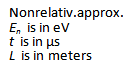 Nonrelativ.approx.
Eₙ is in eV
t is in μs
L is in meters